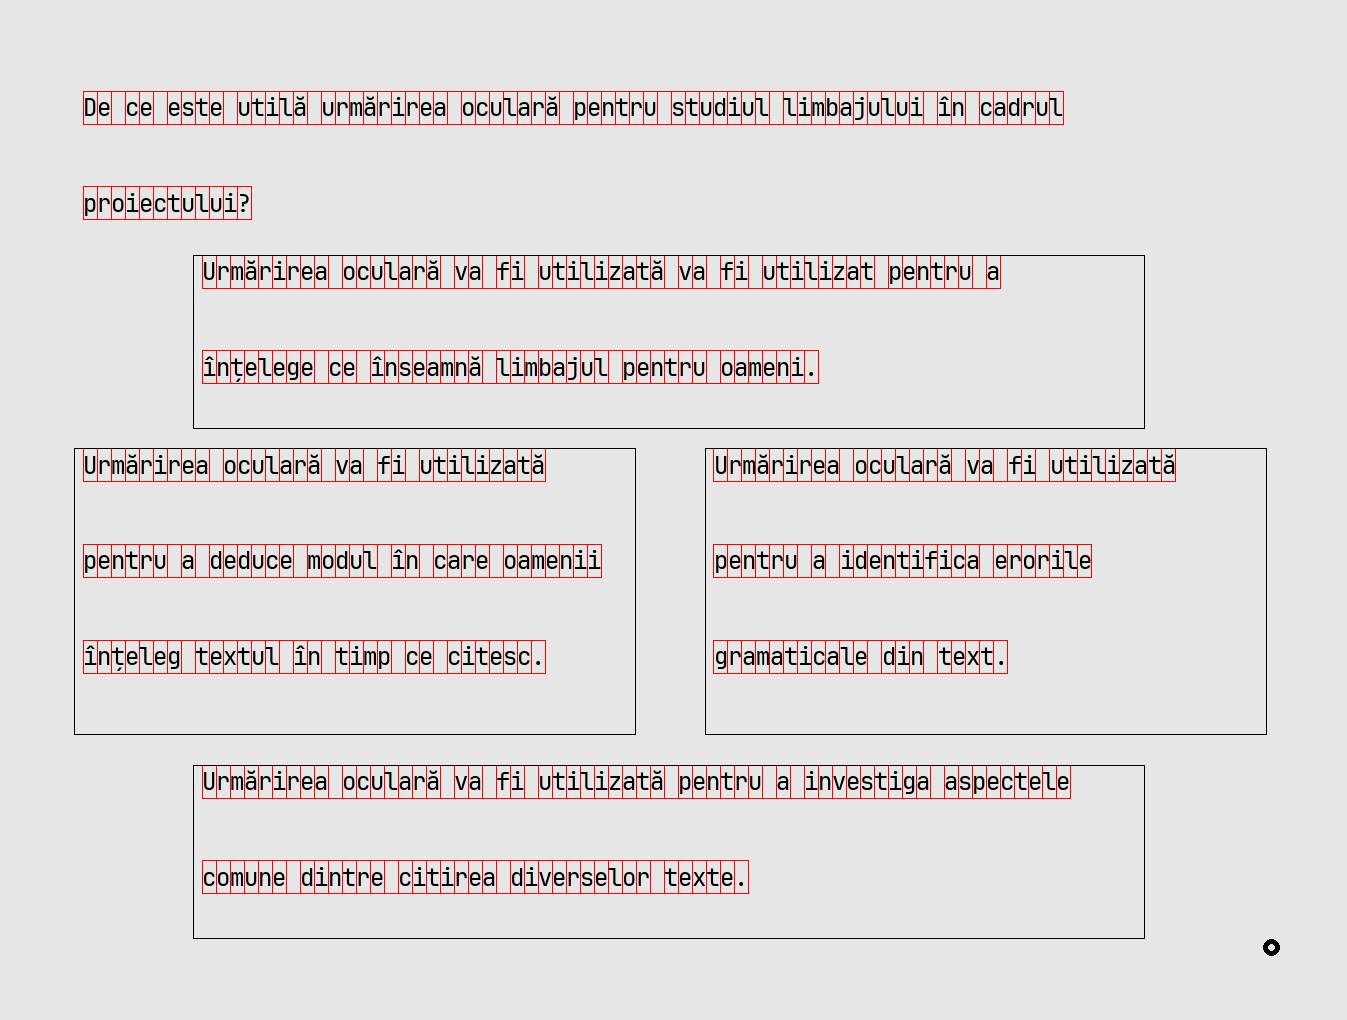 De ce este utilă urmărirea oculară pentru studiul limbajului în cadrul
proiectului?
Urmărirea oculară va fi utilizată va fi utilizat pentru a
înțelege ce înseamnă limbajul pentru oameni.
Urmărirea oculară va fi utilizată
pentru a deduce modul în care oamenii
înțeleg textul în timp ce citesc.
Urmărirea oculară va fi utilizată
pentru a identifica erorile
gramaticale din text.
Urmărirea oculară va fi utilizată pentru a investiga aspectele
comune dintre citirea diverselor texte.